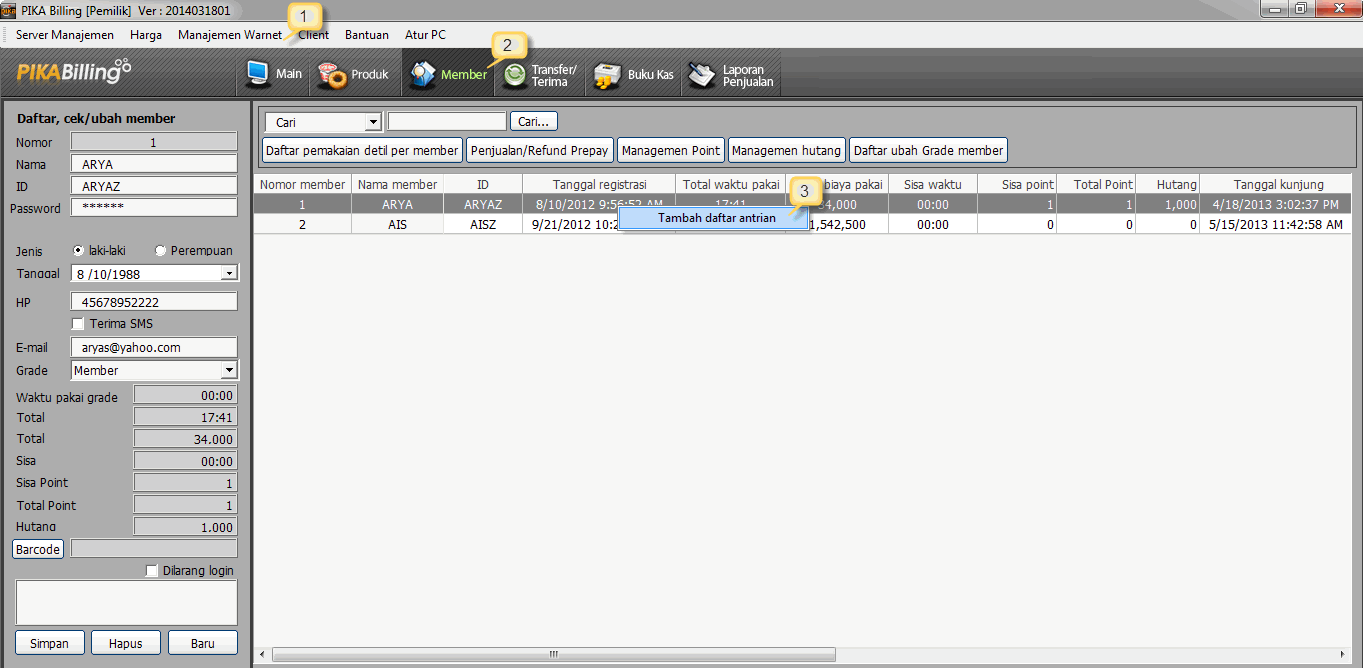 PIKA Billing [Pemilik] Ver : 2014031801
1
Server Manajemen Harga Manajemen Warnet Client Bantuan Atur PC
2
PIKABilling
Main
Produk
Member
Transfer/
Terima
Buku Kas
Laporan
Penjualan
Daftar, cek/ubah member
Nomor 1
Nama ARYA
ID ARYAZ
Password ******
Jenis laki-laki Perempuan
Tanggal 8 /10/1988
HP 45678952222
Terima SMS
E-mail aryas@yahoo.com
Grade Member
Waktu pakai grade 00:00
Total 17:41
Total 34.000
Sisa 00:00
Sisa Point 1
Total Point 1
Hutang 1.000
Barcode
Dilarang login
Simpan Hapus Baru
Cari Cari...
Daftar pemakaian detil per member Penjualan/Refund Prepay Managemen Point Managemen hutang Daftar ubah Grade member
Nomor member Nama member ID Tanggal registrasi Total waktu pakai biaya pakai Sisa waktu Sisa point Total Point Hutang Tanggal kunjung
3
1 ARYA ARYAZ 8/10/2012 9:56:52 AM 17:41 34,000 00:00 1 1 1,000 4/18/2013 3:02:37 PM
Tambah daftar antrian
2 AIS AISZ 9/21/2012 10:2 1,542,500 00:00 0 0 0 5/15/2013 11:42:58 AM